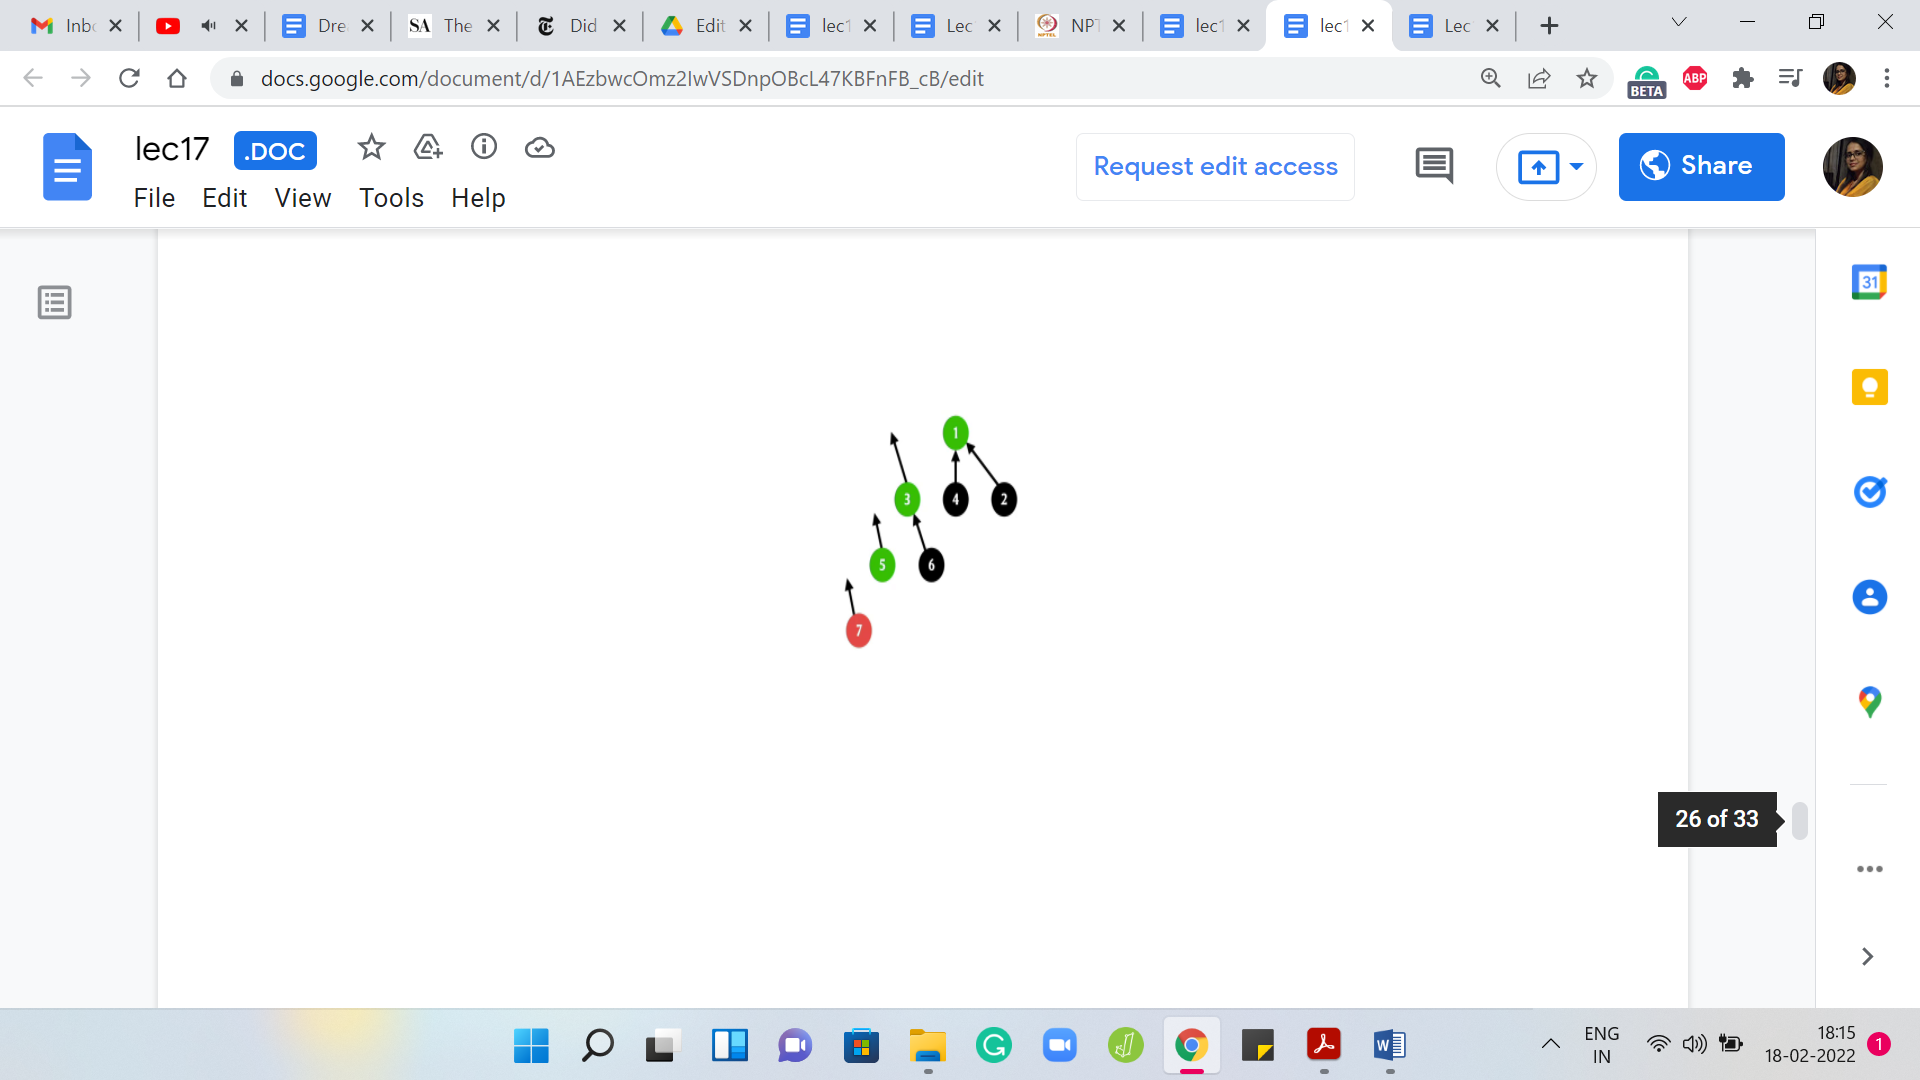 Inb
Dre
SA The
Did
Edit
lec1
Lec
NPT
lec1
lec1
Lec
docs.google.com/document/d/1AEzbwcOmz2IwVSDnpOBcL47KBFnFB_cB/edit
BETA
ABP
lec17 .DOC
File Edit View Tools Help
Request edit access
Share
31
1
3 4 2
5 6
7
26 of 33
ENG
IN
18:15
18-02-2022
1